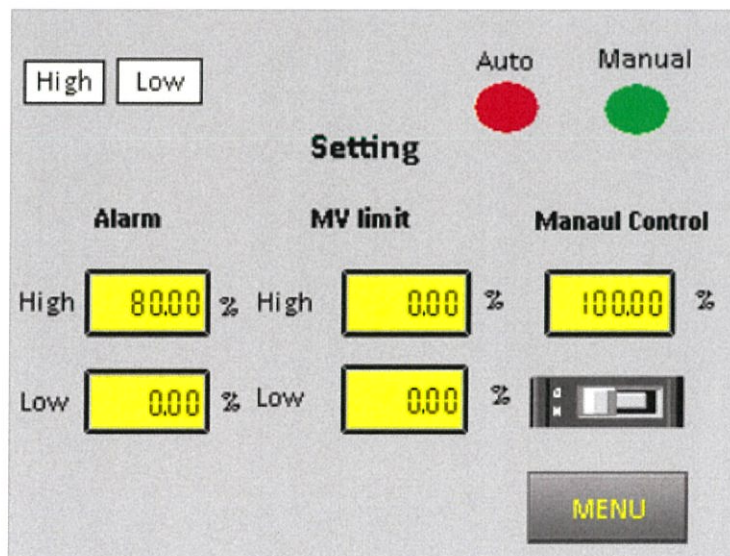 Auto Manual
High Low
Setting
Alarm MV limit Manaul Control
High 80.00 % High 0.00 % 100.00 %
Low 0.00 % Low 0.00 %
MENU